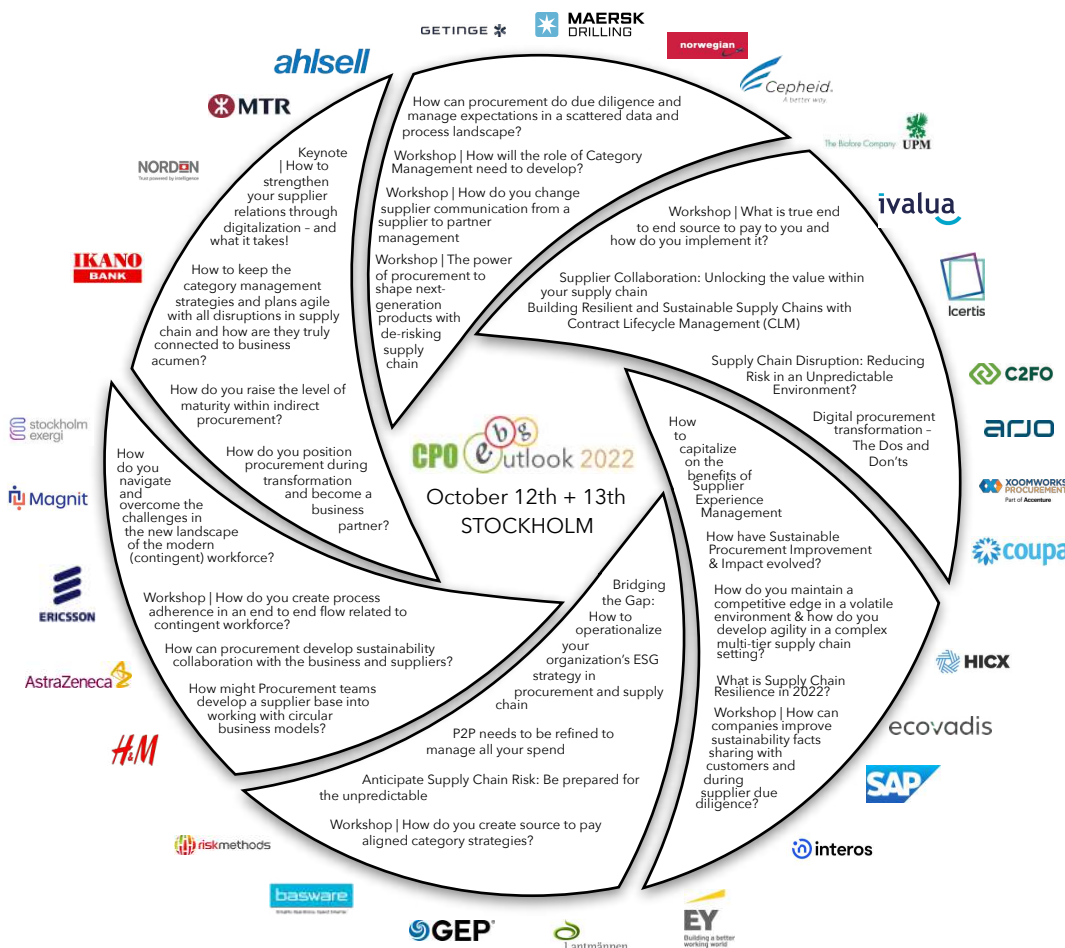 GETINGE
MAERSK
DRILLING
norwegian
Cepheid.
A better way
The Biofore Company UPM
ivalua
Icertis
C2FO
arjo
XOOMWORKS
PROCUREMENT
Part of Accenture
coupa
HICX
ecovadis
SAP
interos
EY
Building a better
working world
Lantmännen
GEP®
basware
riskmethods
H&M
AstraZeneca
ERICSSON
Magnit
stockholm
exergi
IKANO
BANK
NORDEN
Trust powered by intelligence
MTR
ahlsell
How can procurement do due diligence and
manage expectations in a scattered data and
process landscape?
Workshop | How will the role of Category
Management need to develop?
Workshop | How do you change
supplier communication from a
supplier to partner
management
Workshop | The power
of procurement to
shape next-
generation
products with
de-risking
supply
chain
Workshop | What is true end
to end source to pay to you and
how do you implement it?
Supplier Collaboration: Unlocking the value within
your supply chain
Building Resilient and Sustainable Supply Chains with
Contract Lifecycle Management (CLM)
Supply Chain Disruption: Reducing
Risk in an Unpredictable
Environment?
Digital procurement
transformation –
The Dos and
Don'ts
How
to
capitalize
on the
benefits of
Supplier
Experience
Management
How have Sustainable
Procurement Improvement
& Impact evolved?
How do you maintain a
competitive edge in a volatile
environment & how do you
develop agility in a complex
multi-tier supply chain
setting?
What is Supply Chain
Resilience in 2022?
Workshop | How can
companies improve
sustainability facts
sharing with
customers and
during
supplier due
diligence?
Bridging
the Gap:
How to
operationalize
your
organization's ESG
strategy in
procurement and supply
chain
P2P needs to be refined to
manage all your spend
Anticipate Supply Chain Risk: Be prepared for
the unpredictable
Workshop | How do you create source to pay
aligned category strategies?
How
do you
navigate
and
overcome the
challenges in
the new landscape
of the modern
(contingent) workforce?
Workshop | How do you create process
adherence in an end to end flow related to
contingent workforce?
How can procurement develop sustainability
collaboration with the business and suppliers?
How might Procurement teams
develop a supplier base into
working with circular
business models?
Keynote
| How to
strengthen
your supplier
relations through
digitalization – and
what it takes!
How to keep the
category management
strategies and plans agile
with all disruptions in supply
chain and how are they truly
connected to business
acumen?
How do you raise the level of
maturity within indirect
procurement?
How do you position
procurement during
transformation
and become a
business
partner?
CPO ebg Outlook 2022
October 12th + 13th
STOCKHOLM